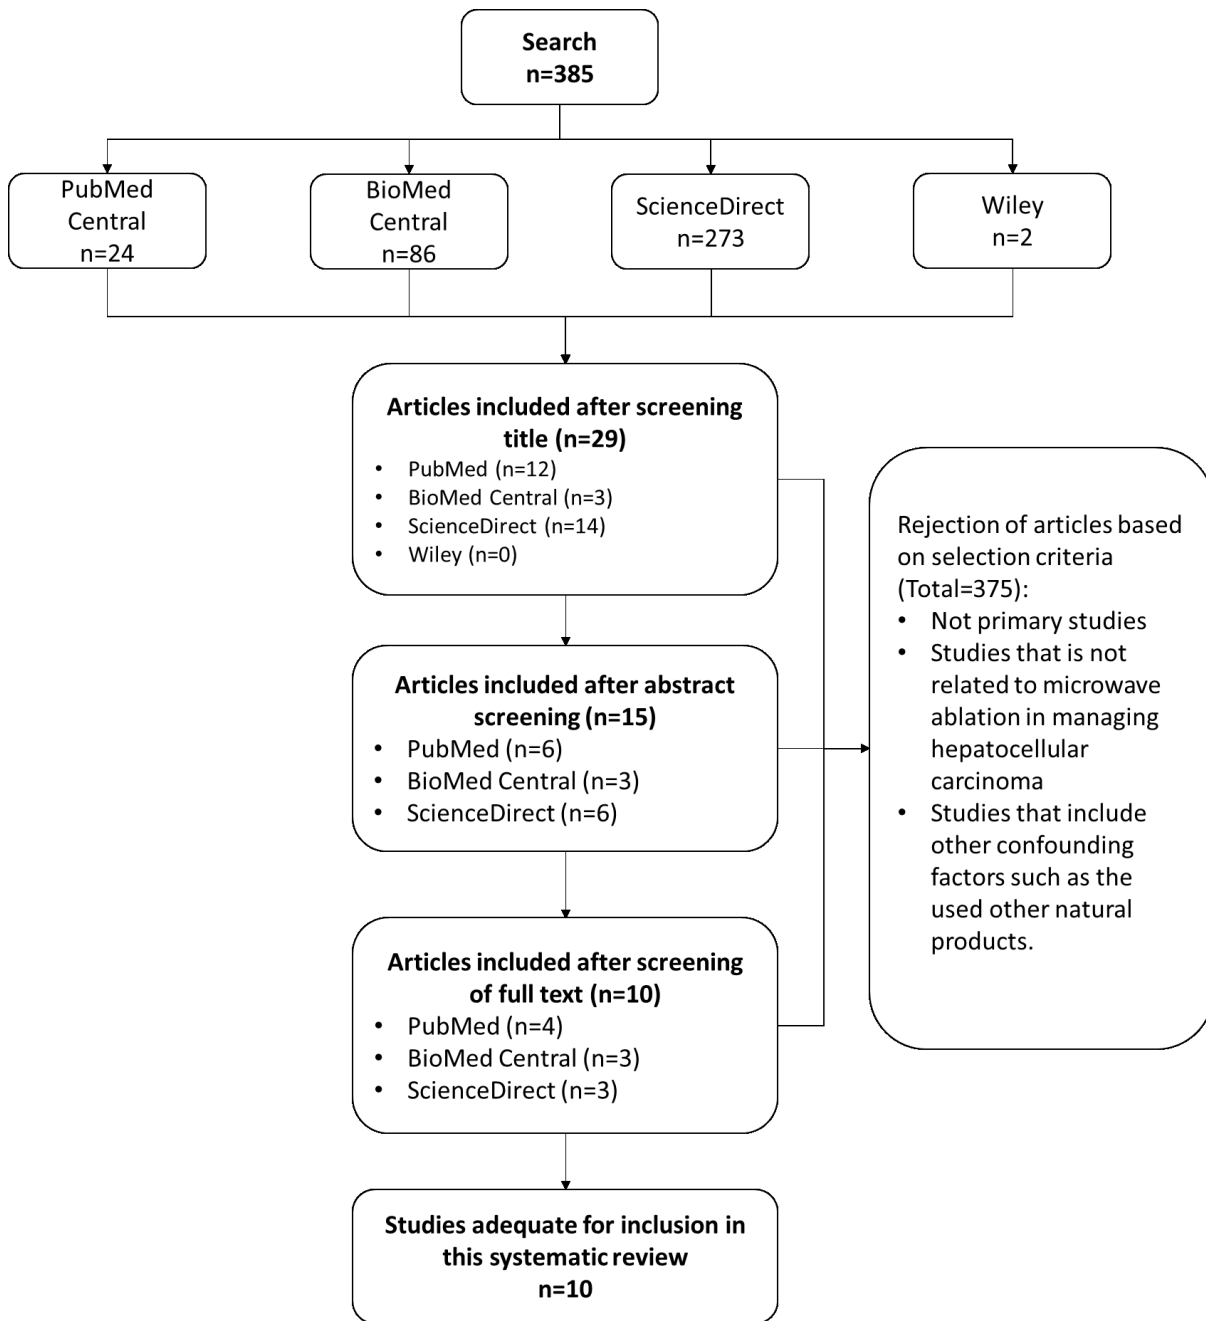 Search
n=385
PubMed
Central
n=24
BioMed
Central
n=86
ScienceDirect
n=273
Wiley
n=2
Articles included after screening
title (n=29)
• PubMed (n=12)
• BioMed Central (n=3)
• ScienceDirect (n=14)
• Wiley (n=0)
Articles included after abstract
screening (n=15)
• PubMed (n=6)
• BioMed Central (n=3)
• ScienceDirect (n=6)
Articles included after screening
of full text (n=10)
• PubMed (n=4)
• BioMed Central (n=3)
• ScienceDirect (n=3)
Studies adequate for inclusion in
this systematic review
n=10
Rejection of articles based
on selection criteria
(Total=375):
• Not primary studies
• Studies that is not
related to microwave
ablation in managing
hepatocellular
carcinoma
• Studies that include
other confounding
factors such as the
used other natural
products.